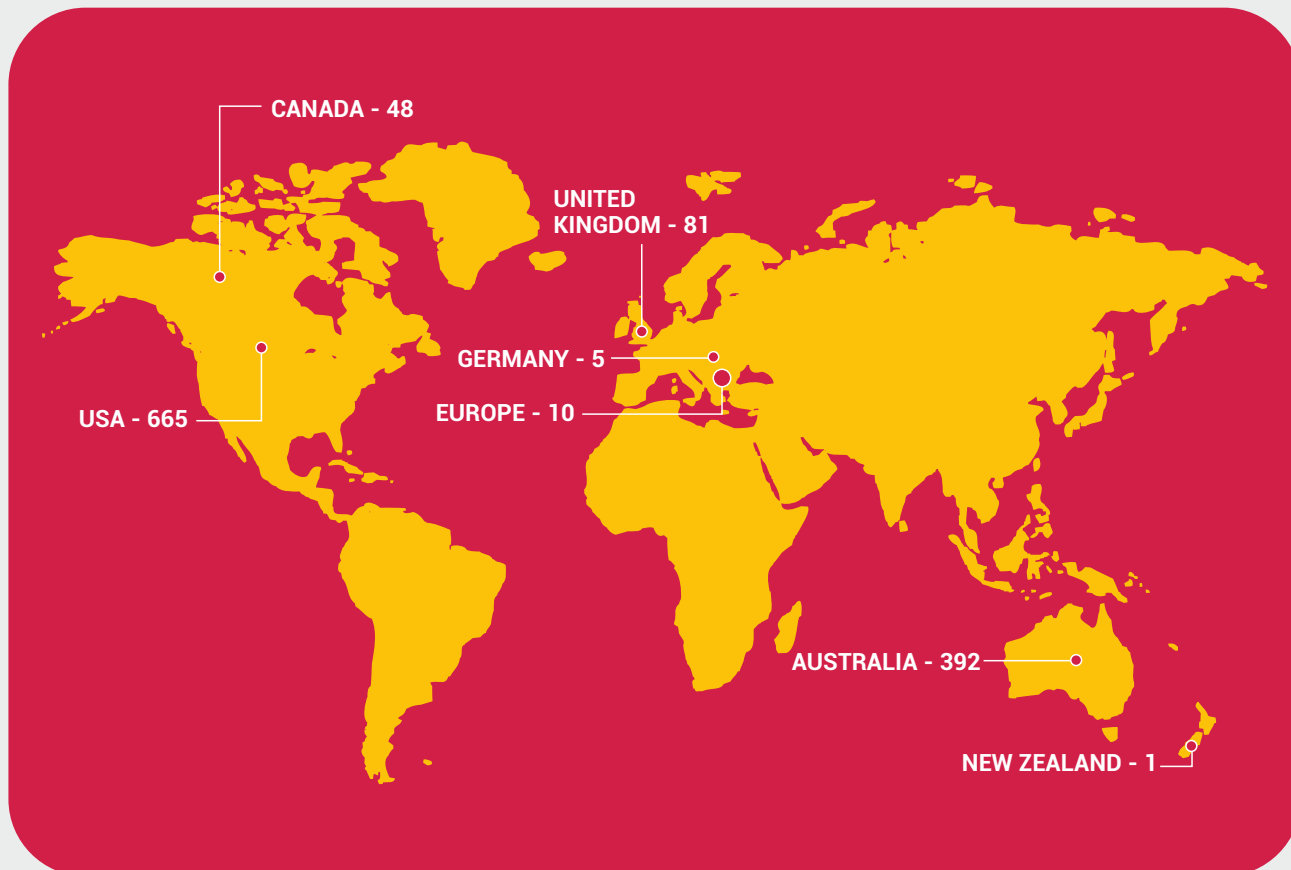 CANADA - 48
UNITED
KINGDOM - 81
GERMANY - 5
EUROPE - 10
USA - 665
AUSTRALIA - 392
NEW ZEALAND - 1